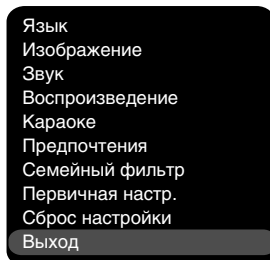 Язык
Изображение
Звук
Воспроизведение
Караоке
Предпочтения
Семейный фильтр
Первичная настр.
Сброс настройки
Выход